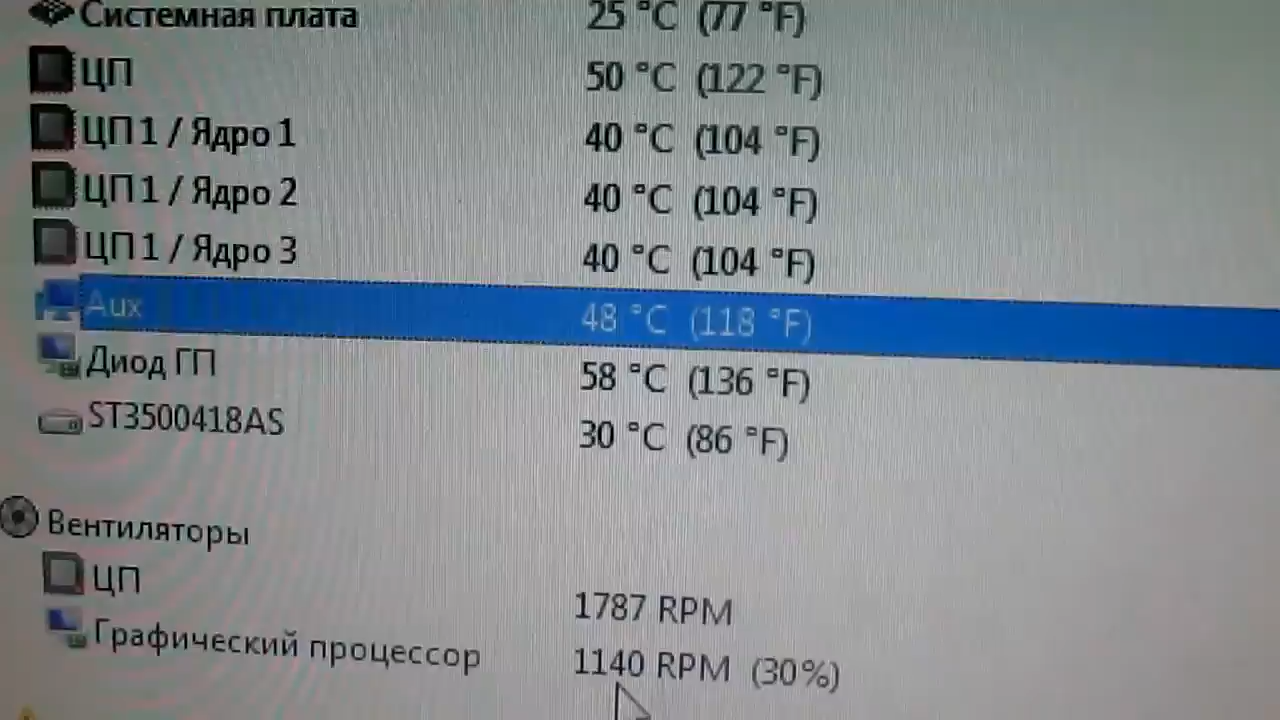 Системная плата 25 °C (77 °F)
ЦП 50 °C (122 °F)
ЦП 1 / Ядро 1 40 °C (104 °F)
ЦП 1 / Ядро 2 40 °C (104 °F)
ЦП 1 / Ядро 3 40 °C (104 °F)
Aux 48 °C (118 °F)
Диод ГП 58 °C (136 °F)
ST3500418AS 30 °C (86 °F)
Вентиляторы
ЦП 1787 RPM
Графический процессор 1140 RPM (30%)